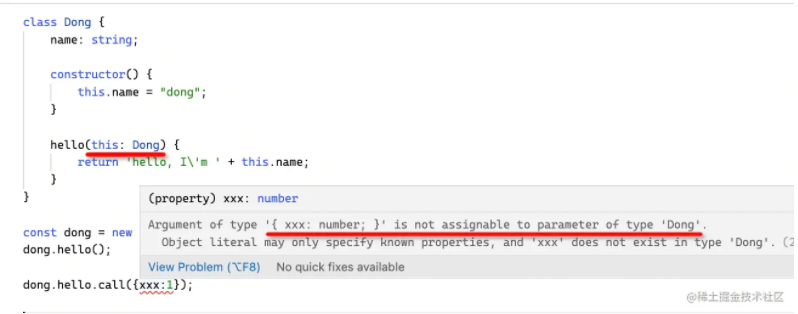 class Dong {
name: string;
constructor() {
this.name = "dong";
}
hello(this: Dong) {
return 'hello, I\'m ' + this.name;
}
}
const dong = new
dong.hello();
dong.hello.call({xxx:1});
(property) xxx: number
Argument of type '{ xxx: number; }' is not assignable to parameter of type 'Dong'.
Object literal may only specify known properties, and 'xxx' does not exist in type 'Dong'. (2
View Problem (⌥F8) No quick fixes available
@稀土掘金技术社区